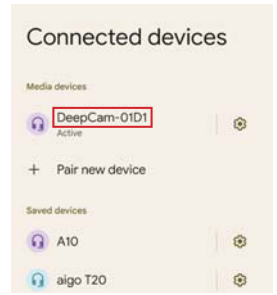 Connected devices
Media devices
DeepCam-01D1
Active
+ Pair new device
Saved devices
A10
aigo T20